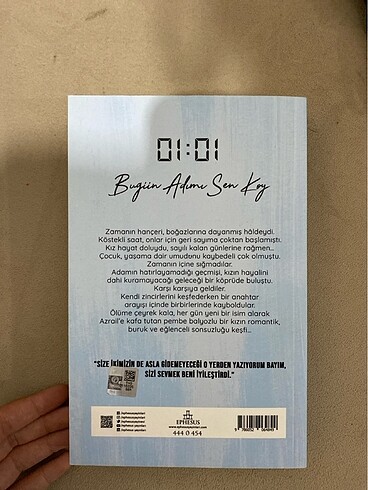 01:01
Bugün Adımı Sen Koy
Zamanın hançeri, boğazlarına dayanmış hâldeydi.
Köstekli saat, onlar için geri sayıma çoktan başlamıştı.
Kız hayat doluydu, sayılı kalan günlerine rağmen...
Çocuk, yaşama dair umudunu kaybedeli çok olmuştu.
Zamanın içine sığmadılar.
Adamın hatırlayamadığı geçmişi, kızın hayalini
dahi kuramayacağı geleceği bir köprüde buluştu.
Karşı karşıya geldiler.
Kendi zincirlerini keşfederken bir anahtar
arayışı içinde birbirlerinde kayboldular.
Ölüme çeyrek kala, her gün yeni bir isim alarak
Azrail'e kafa tutan pembe balyozlu bir kızın romantik,
buruk ve eğlenceli sonsuzluğu keşfi...
"SİZE İKİMİZİN DE ASLA GİDEMEYECEĞİ O YERDEN YAZIYORUM BAYIM,
SİZİ SEVMEK BENİ İYİLEŞTİRDİ."
EPHESUS
444 0 454